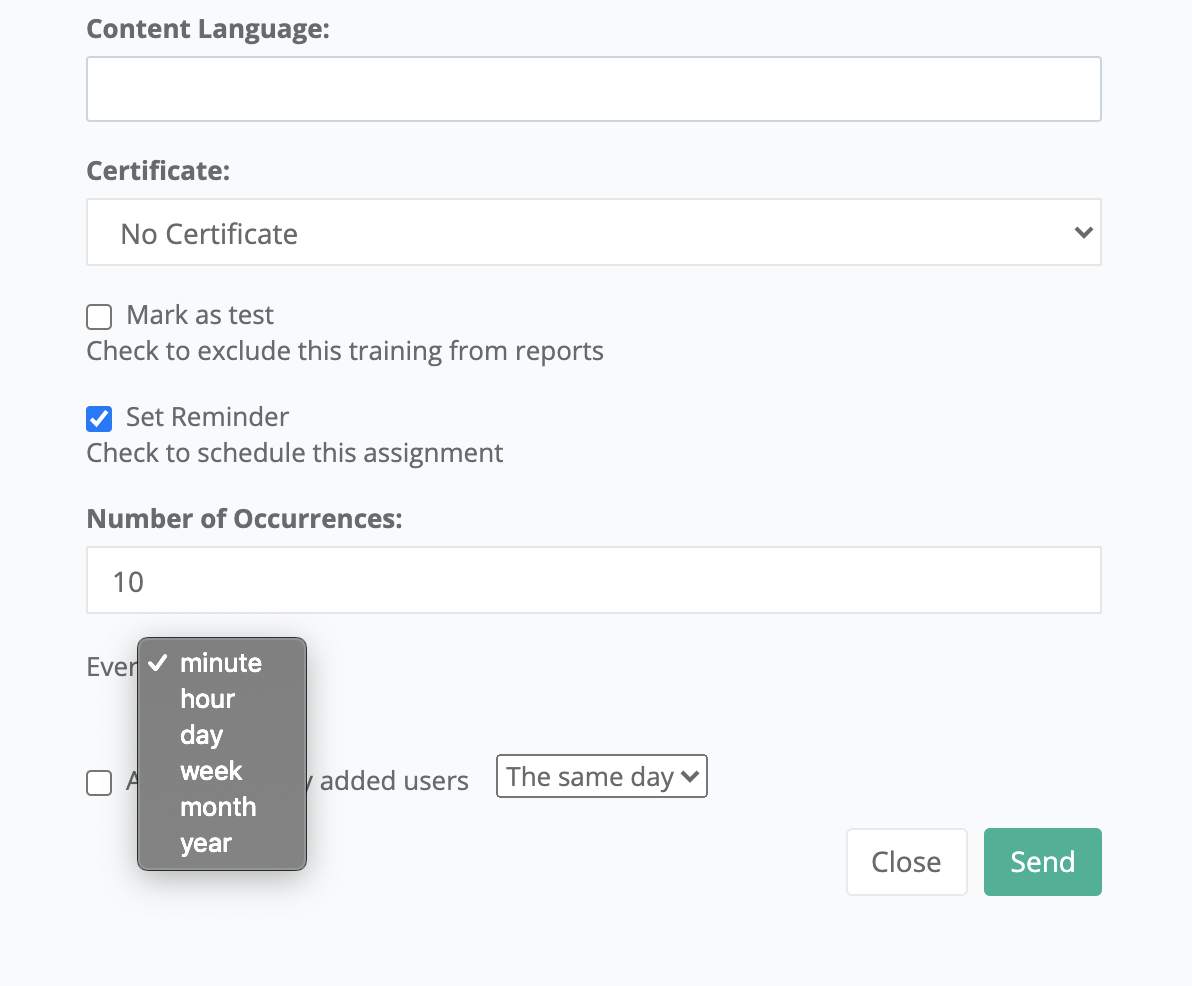 Content Language:
Certificate:
No Certificate
Mark as test
Check to exclude this training from reports
Set Reminder
Check to schedule this assignment
Number of Occurrences:
10
minute
hour
day
week
month
year
added users
The same day
Close
Send